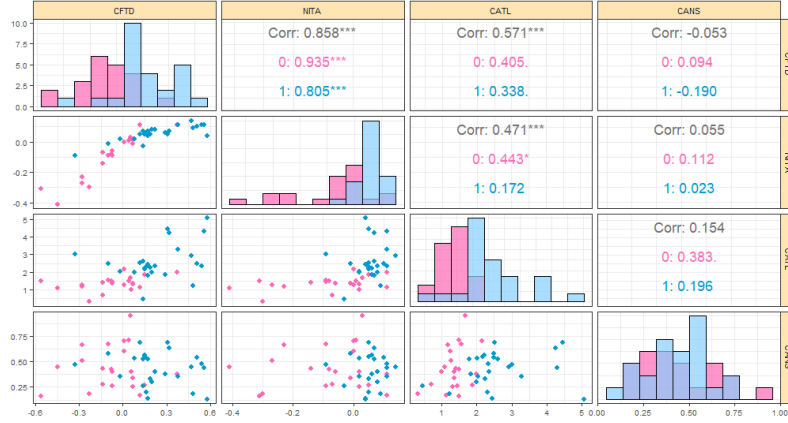 CFTD NITA CATL CANS
10.0 Corr: 0.858*** Corr: 0.571*** Corr: -0.053
7.5 0: 0.935*** 0: 0.405. 0: 0.094
5.0
2.5 1: 0.805*** 1: 0.338. 1: -0.190
0.0
0.0 Corr: 0.471*** Corr: 0.055
-0.2 0: 0.443* 0: 0.112
-0.4 1: 0.172 1: 0.023
5 Corr: 0.154
4
3 0: 0.383.
2
1 1: 0.196
0.75
0.50
0.25
-0.6 -0.3 0.0 0.3 0.6 -0.4 -0.2 0.0 1 2 3 4 5 0.00 0.25 0.50 0.75 1.00